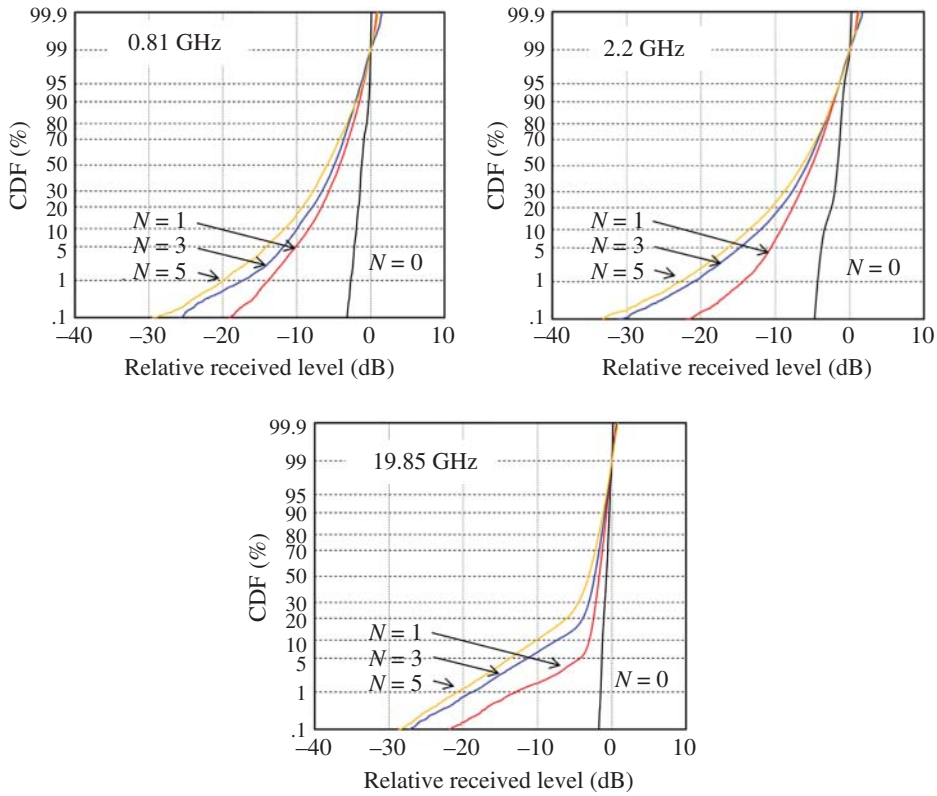 99.9
0.81 GHz
99
95
90
80
70
50
30
20
10
5
1
.1
CDF (%)
N = 1
N = 3
N = 5
N = 0
–40 –30 –20 –10 0 10
Relative received level (dB)
99.9
2.2 GHz
99
95
90
80
70
50
30
20
10
5
1
.1
CDF (%)
N = 1
N = 3
N = 5
N = 0
–40 –30 –20 –10 0 10
Relative received level (dB)
99.9
19.85 GHz
99
95
90
80
70
50
30
20
10
5
1
.1
CDF (%)
N = 1
N = 3
N = 5
N = 0
–40 –30 –20 –10 0 10
Relative received level (dB)